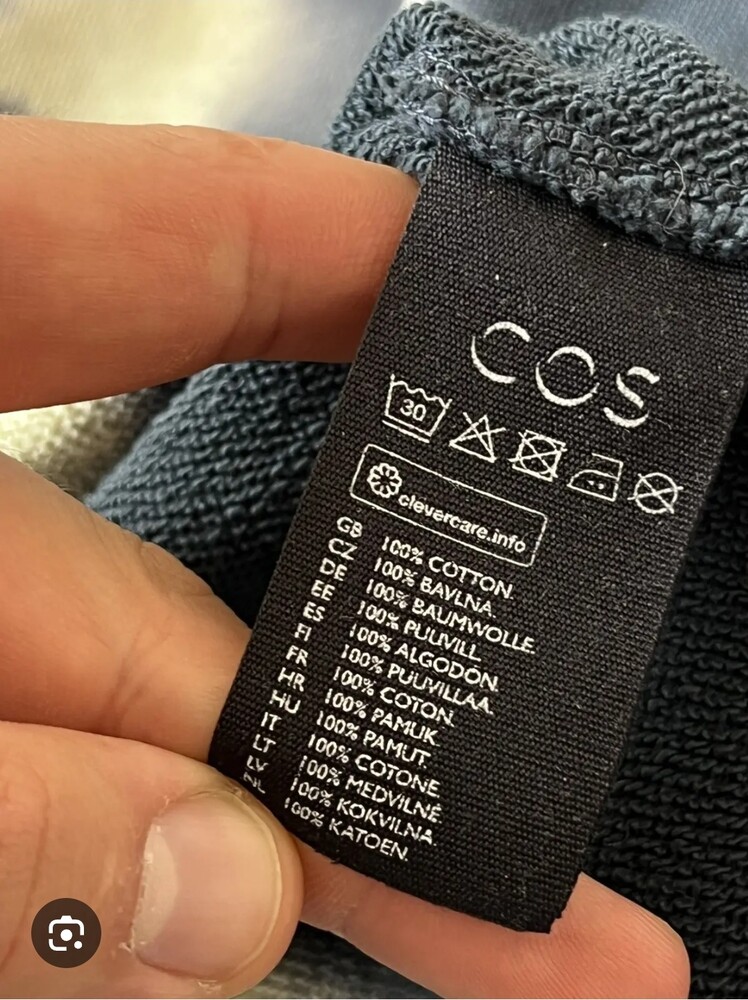 COS
30
clevercare.info
GB 100% COTTON.
CZ 100% BAVLNA.
DE 100% BAUMWOLLE.
EE 100% PUUVILL.
ES 100% ALGODÓN.
FI 100% PUUVILLAA.
FR 100% COTON.
HR 100% PAMUK.
HU 100% PAMUT.
IT 100% COTONE.
LT 100% MEDVILNĖ.
LV 100% KOKVILNA.
NL 100% KATOEN.